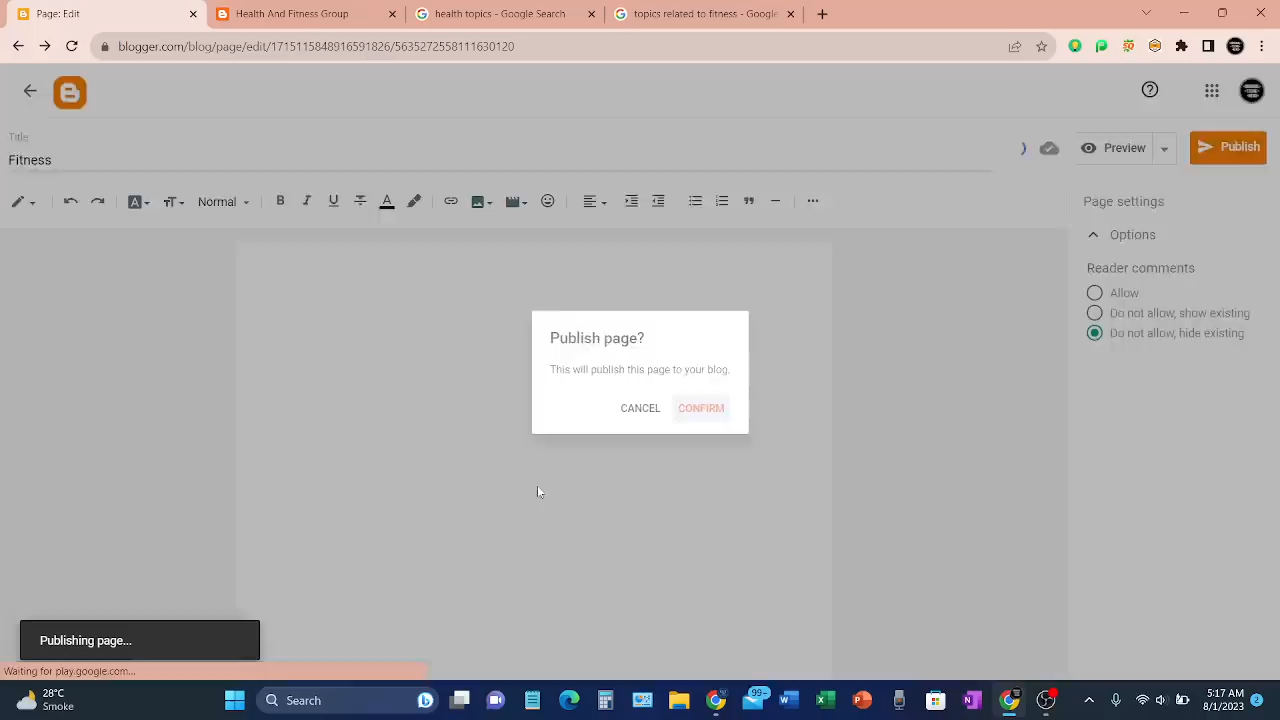 Page: Edit
Health And Fitness Group
heath topics - Google Search
topics related to fitness - Google
blogger.com/blog/page/edit/1715115848916591826/5635272558111630120
Title
Fitness
Preview
Publish
Normal
Page settings
Options
Reader comments
Allow
Do not allow, show existing
Do not allow, hide existing
Publish page?
This will publish this page to your blog.
CANCEL
CONFIRM
Publishing page...
Waiting for play.google.com...
28°C
Smoke
Search
99+
5:17 AM
8/1/2023
2